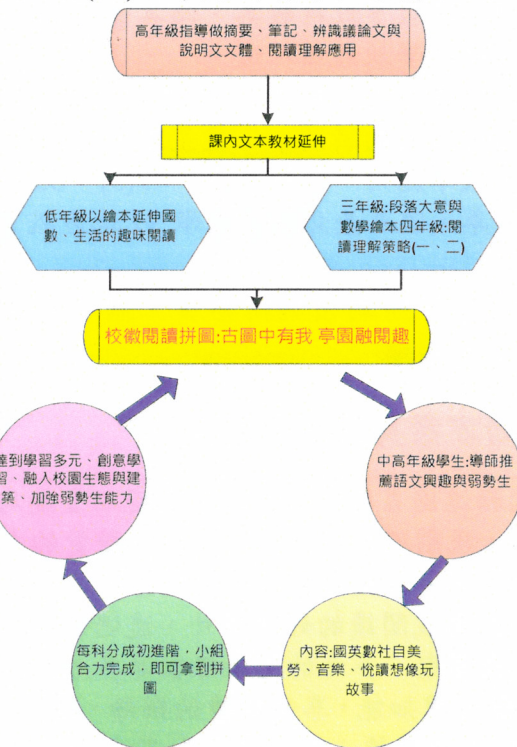 高年級指導做摘要、筆記、辨識議論文與
說明文文體、閱讀理解應用
課內文本教材延伸
低年級以繪本延伸國
數、生活的趣味閱讀
三年級:段落大意與
數學繪本四年級:閱
讀理解策略(一、二)
校徽閱讀拼圖:古圖中有我 亭園融閱趣
中高年級學生:導師推
薦語文興趣與弱勢生
內容:國英數社自美
勞、音樂、悅讀想像玩
故事
每科分成初進階，小組
合力完成，即可拿到拼
圖
達到學習多元、創意學
習、融入校園生態與建
築、加強弱勢生能力